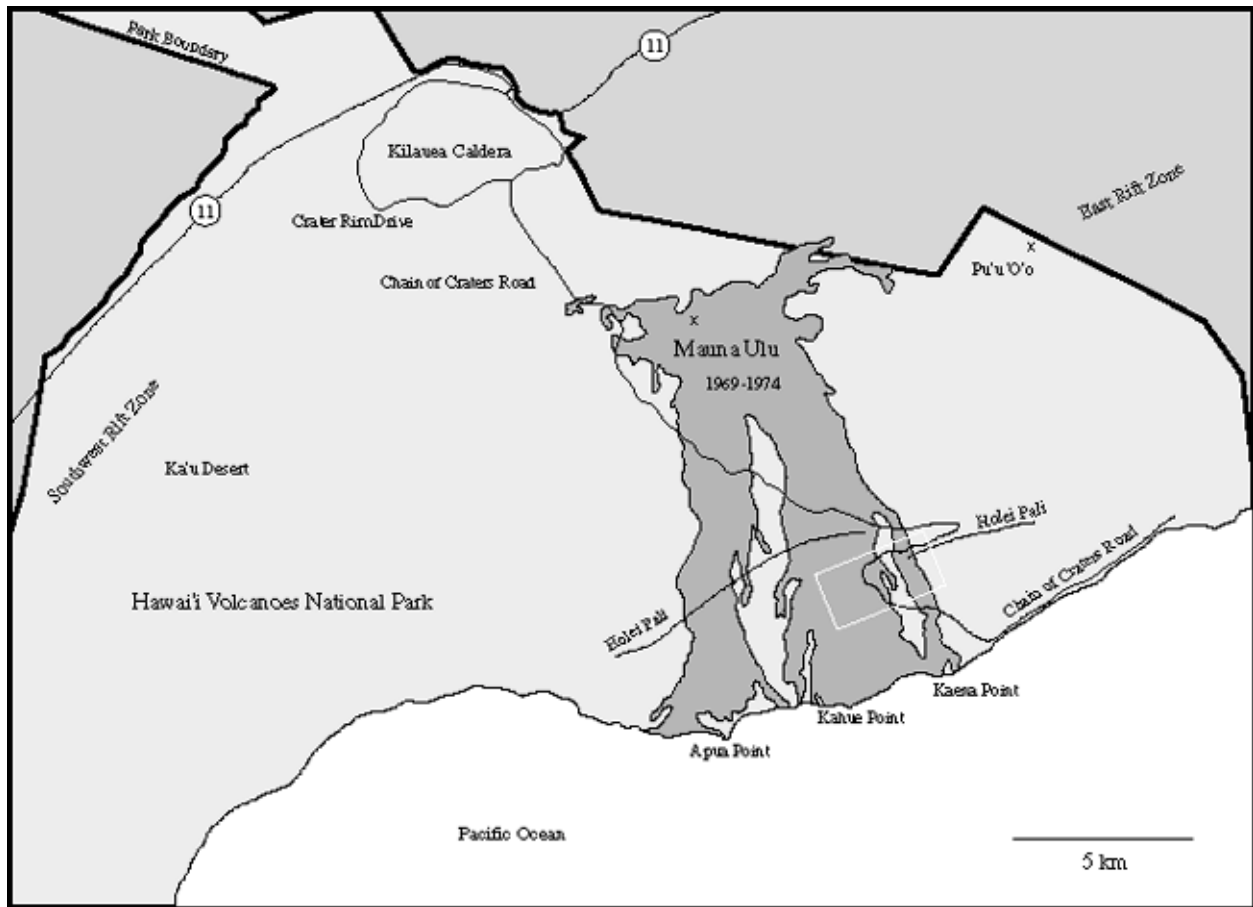 Park Boundary
11
Kilauea Caldera
11
East Rift Zone
Crater Rim Drive
Pu'u 'O'o
x
Chain of Craters Road
x
Mauna Ulu
1969-1974
Southwest Rift Zone
Ka'u Desert
Holei Pali
Chain of Craters Road
Hawai'i Volcanoes National Park
Holei Pali
Kaena Point
Kahue Point
Apua Point
Pacific Ocean
5 km